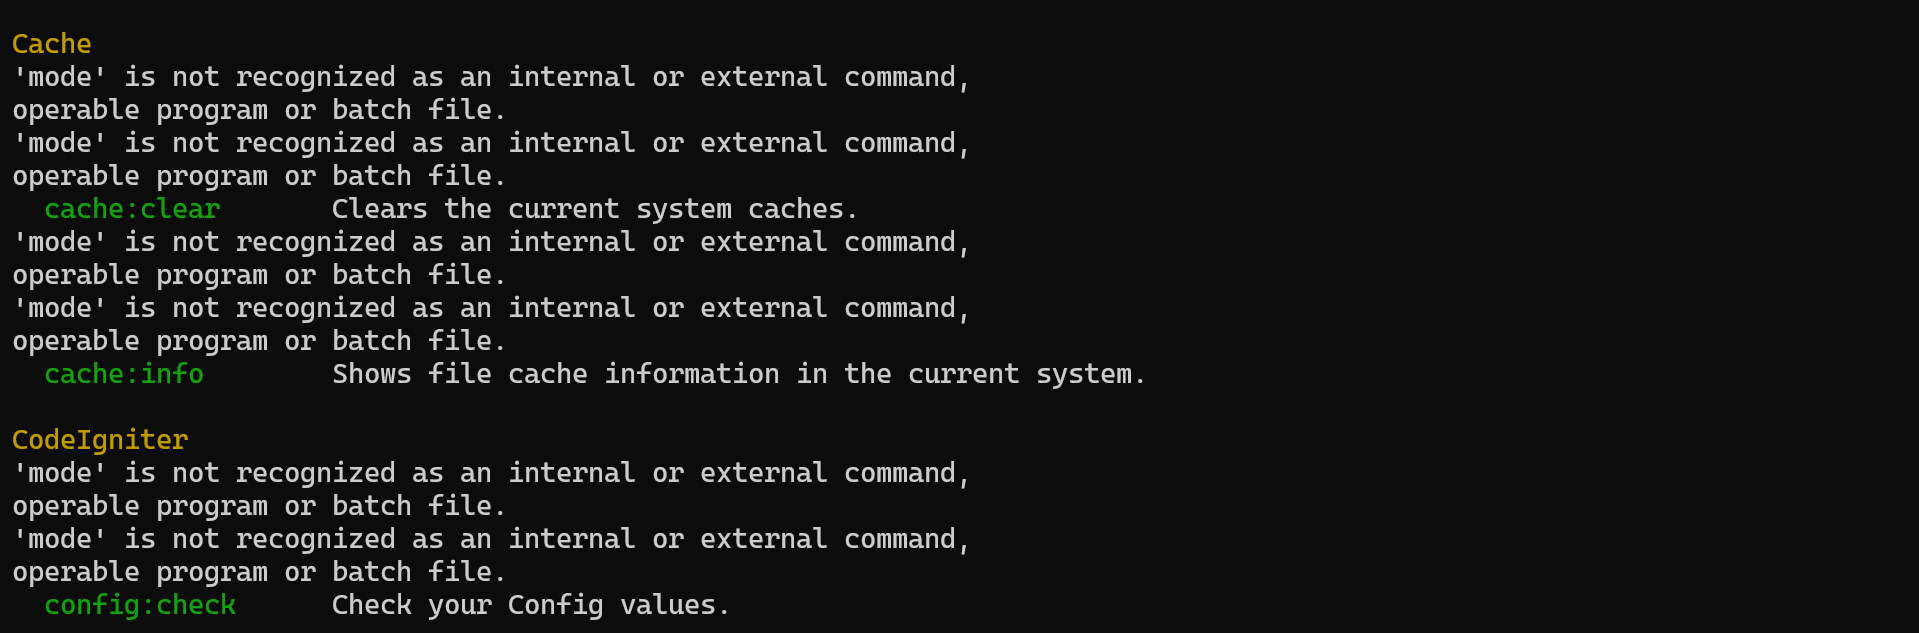 Cache
'mode' is not recognized as an internal or external command,
operable program or batch file.
'mode' is not recognized as an internal or external command,
operable program or batch file.
  cache:clear       Clears the current system caches.
'mode' is not recognized as an internal or external command,
operable program or batch file.
'mode' is not recognized as an internal or external command,
operable program or batch file.
  cache:info        Shows file cache information in the current system.

CodeIgniter
'mode' is not recognized as an internal or external command,
operable program or batch file.
'mode' is not recognized as an internal or external command,
operable program or batch file.
  config:check      Check your Config values.